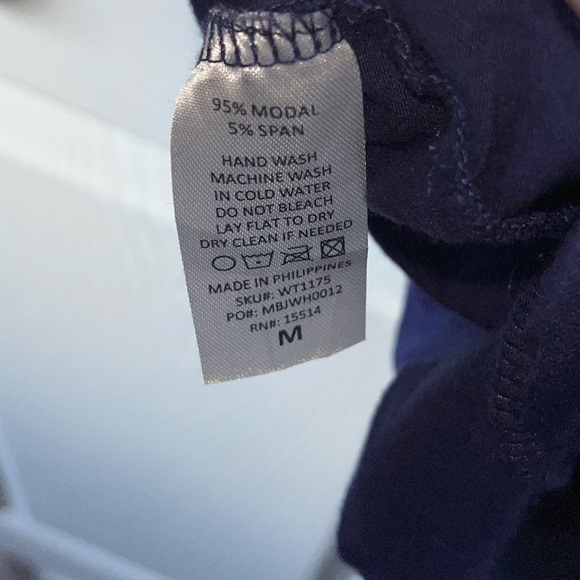 95% MODAL
5% SPAN
HAND WASH
MACHINE WASH
IN COLD WATER
DO NOT BLEACH
LAY FLAT TO DRY
DRY CLEAN IF NEEDED
MADE IN PHILIPPINES
SKU#: WT1175
PO#: MBJWH0012
RN#: 15514
M